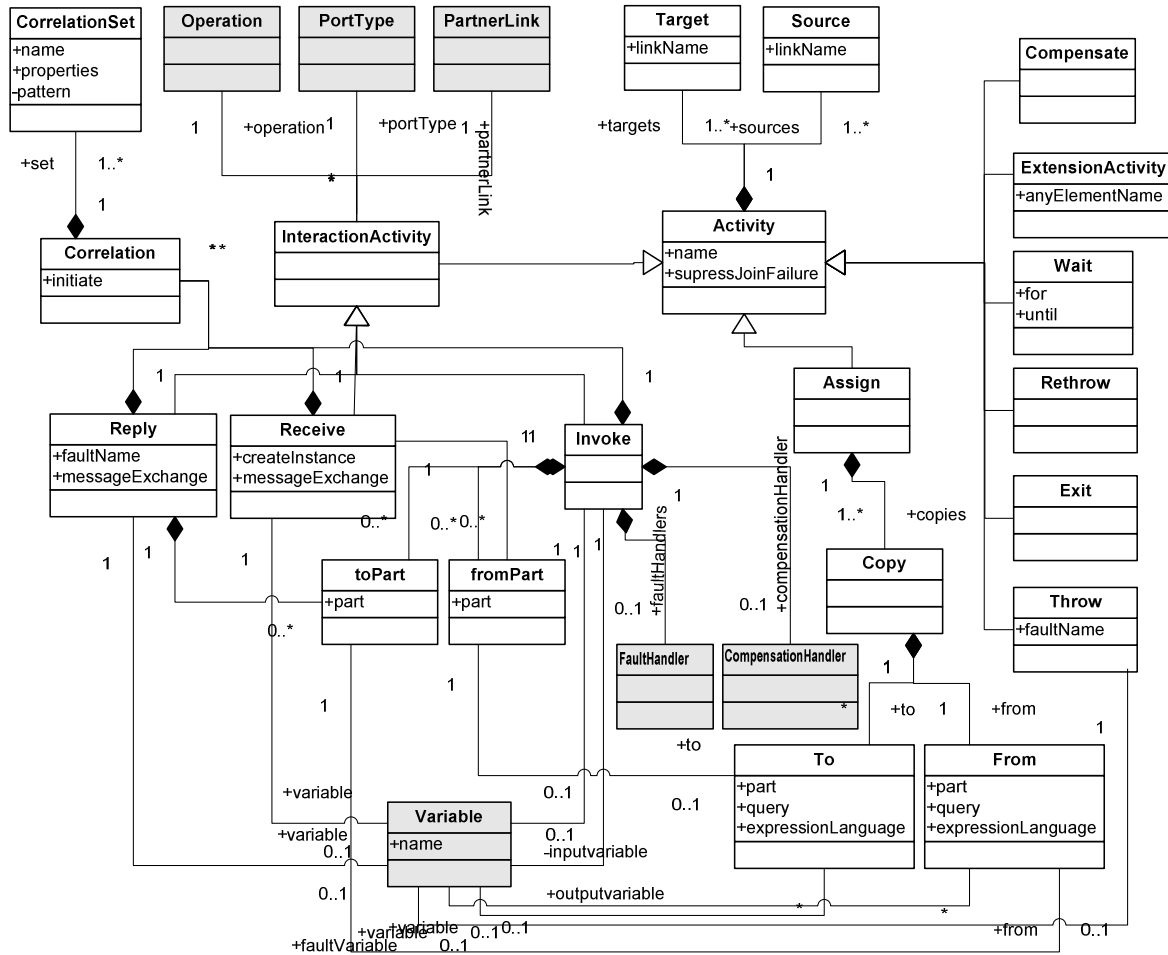 CorrelationSet
+name
+properties
-pattern
Operation
PortType
PartnerLink
Target
+linkName
Source
+linkName
Compensate
1
+operation
1
+portType
1
+partnerLink
+targets
1..*
+sources
1..*
+set
1..*
1
*
1
ExtensionActivity
+anyElementName
Correlation
+initiate
**
InteractionActivity
Activity
+name
+supressJoinFailure
Wait
+for
+until
1
1
1
Assign
Rethrow
Reply
+faultName
+messageExchange
Receive
+createInstance
+messageExchange
11
1
Invoke
1
+compensationHandler
1
1..*
+copies
Exit
0..*
0..*
0..*
1
1
1
1
1
1
+faultHandlers
0..1
0..1
toPart
+part
fromPart
+part
Copy
Throw
+faultName
0..*
FaultHandler
CompensationHandler
*
1
+to
1
+from
1
1
1
+to
To
+part
+query
+expressionLanguage
From
+part
+query
+expressionLanguage
+variable
0..1
0..1
Variable
+name
+variable
0..1
0..1
-inputvariable
0..1
+outputvariable
*
*
+variable
+variable
0..1
0..1
+from
0..1
+faultVariable
0..1